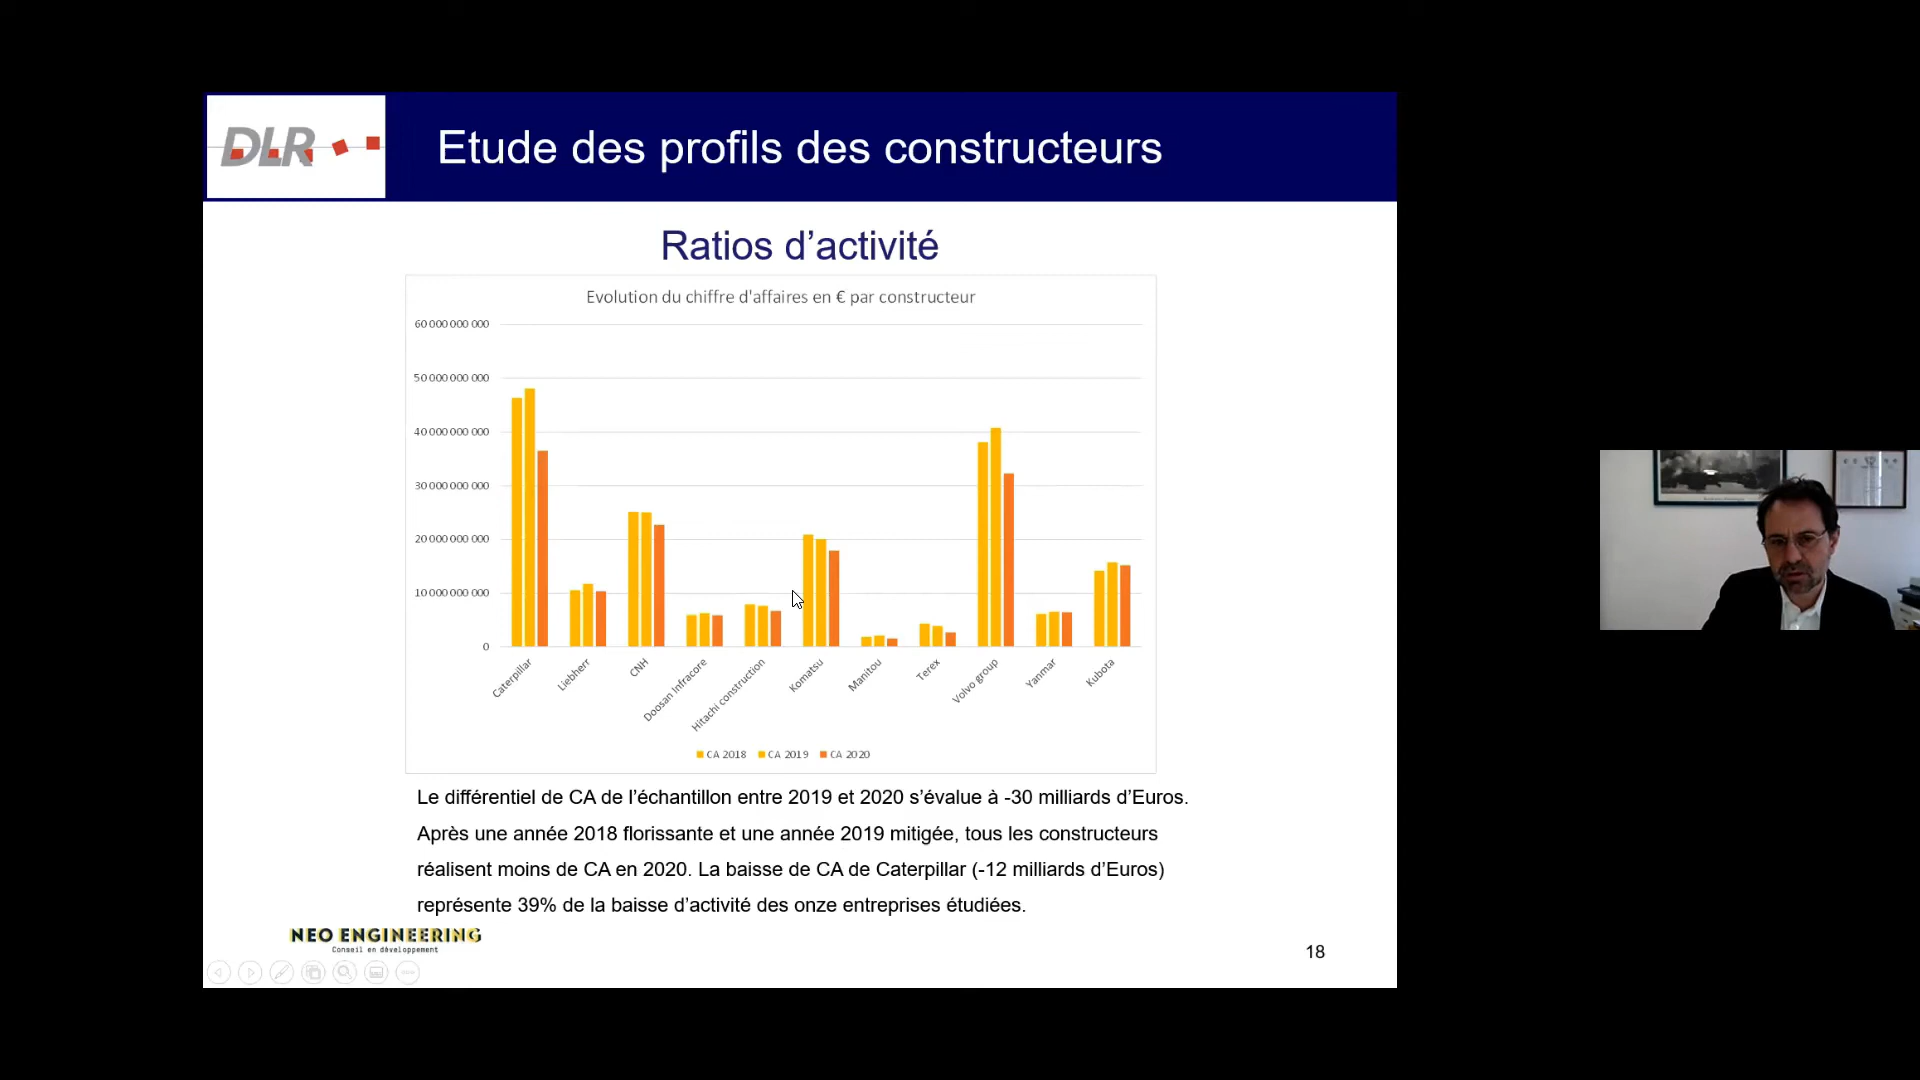 DLR
Etude des profils des constructeurs
Ratios d’activité
Evolution du chiffre d'affaires en € par constructeur
60 000 000 000
50 000 000 000
40 000 000 000
30 000 000 000
20 000 000 000
10 000 000 000
0
Caterpillar
Liebherr
CNH
Doosan Infracore
Hitachi construction
Komatsu
Manitou
Terex
Volvo group
Yanmar
Kubota
CA 2018 CA 2019 CA 2020
Le différentiel de CA de l’échantillon entre 2019 et 2020 s’évalue à -30 milliards d’Euros.
Après une année 2018 florissante et une année 2019 mitigée, tous les constructeurs
réalisent moins de CA en 2020. La baisse de CA de Caterpillar (-12 milliards d’Euros)
représente 39% de la baisse d’activité des onze entreprises étudiées.
NEO ENGINEERING
Conseil en développement
18